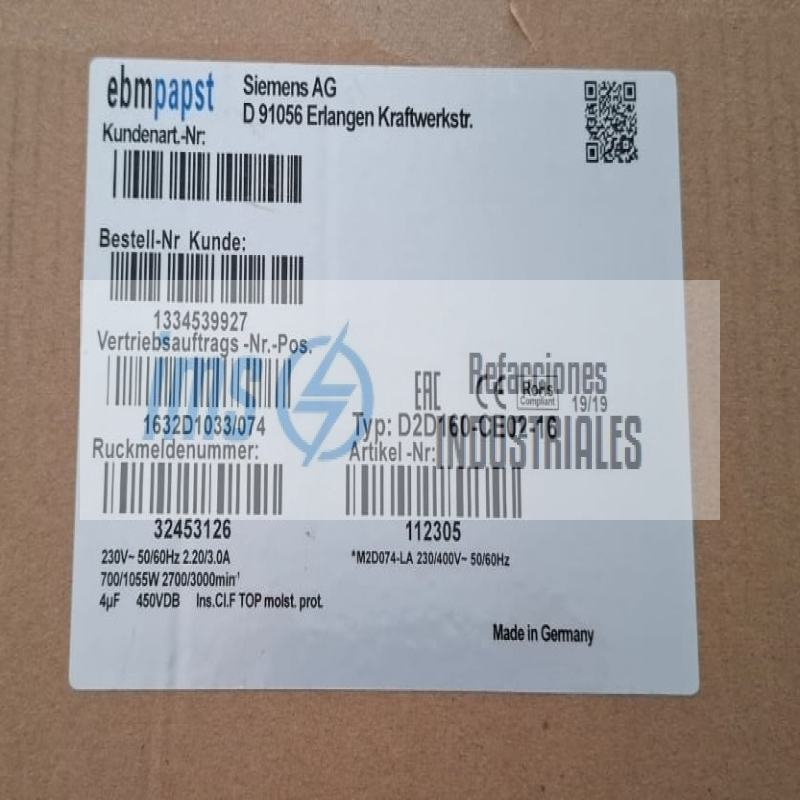 ebmpapst
Siemens AG
D 91056 Erlangen Kraftwerkstr.
Kundenart.-Nr:
Bestell-Nr Kunde:
1334539927
Vertriebsauftrags -Nr.-Pos.
1632D1033/074
EAC CE RoHS Compliant 19/19
Typ: D2D160-CE02-16
Ruckmeldenummer:
Artikel -Nr:
32453126
112305
230V~ 50/60Hz 2.20/3.0A
*M2D074-LA 230/400V~ 50/60Hz
700/1055W 2700/3000min-¹
4µF 450VDB Ins.Cl.F TOP moist. prot.
Made in Germany
ims Refacciones
INDUSTRIALES